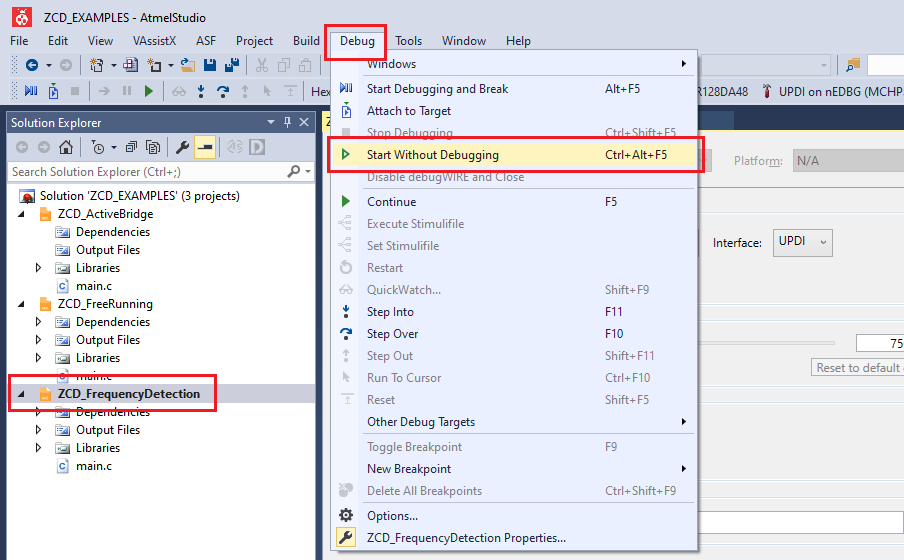 ZCD_EXAMPLES - AtmelStudio
File Edit View VAssistX ASF Project Build Debug Tools Window Help
Hex
R128DA48 UPDI on nEDBG (MCHP
Solution Explorer
Search Solution Explorer (Ctrl+;)
Solution 'ZCD_EXAMPLES' (3 projects)
ZCD_ActiveBridge
Dependencies
Output Files
Libraries
main.c
ZCD_FreeRunning
Dependencies
Output Files
Libraries
main.c
ZCD_FrequencyDetection
Dependencies
Output Files
Libraries
main.c
Windows
Start Debugging and Break Alt+F5
Attach to Target
Stop Debugging Ctrl+Shift+F5
Start Without Debugging Ctrl+Alt+F5
Disable debugWIRE and Close
Continue F5
Execute Stimulifile
Set Stimulifile
Restart
QuickWatch... Shift+F9
Step Into F11
Step Over F10
Step Out Shift+F11
Run To Cursor Ctrl+F10
Reset Shift+F5
Other Debug Targets
Toggle Breakpoint F9
New Breakpoint
Delete All Breakpoints Ctrl+Shift+F9
Options...
ZCD_FrequencyDetection Properties...
Platform: N/A
Interface: UPDI
75
Reset to default